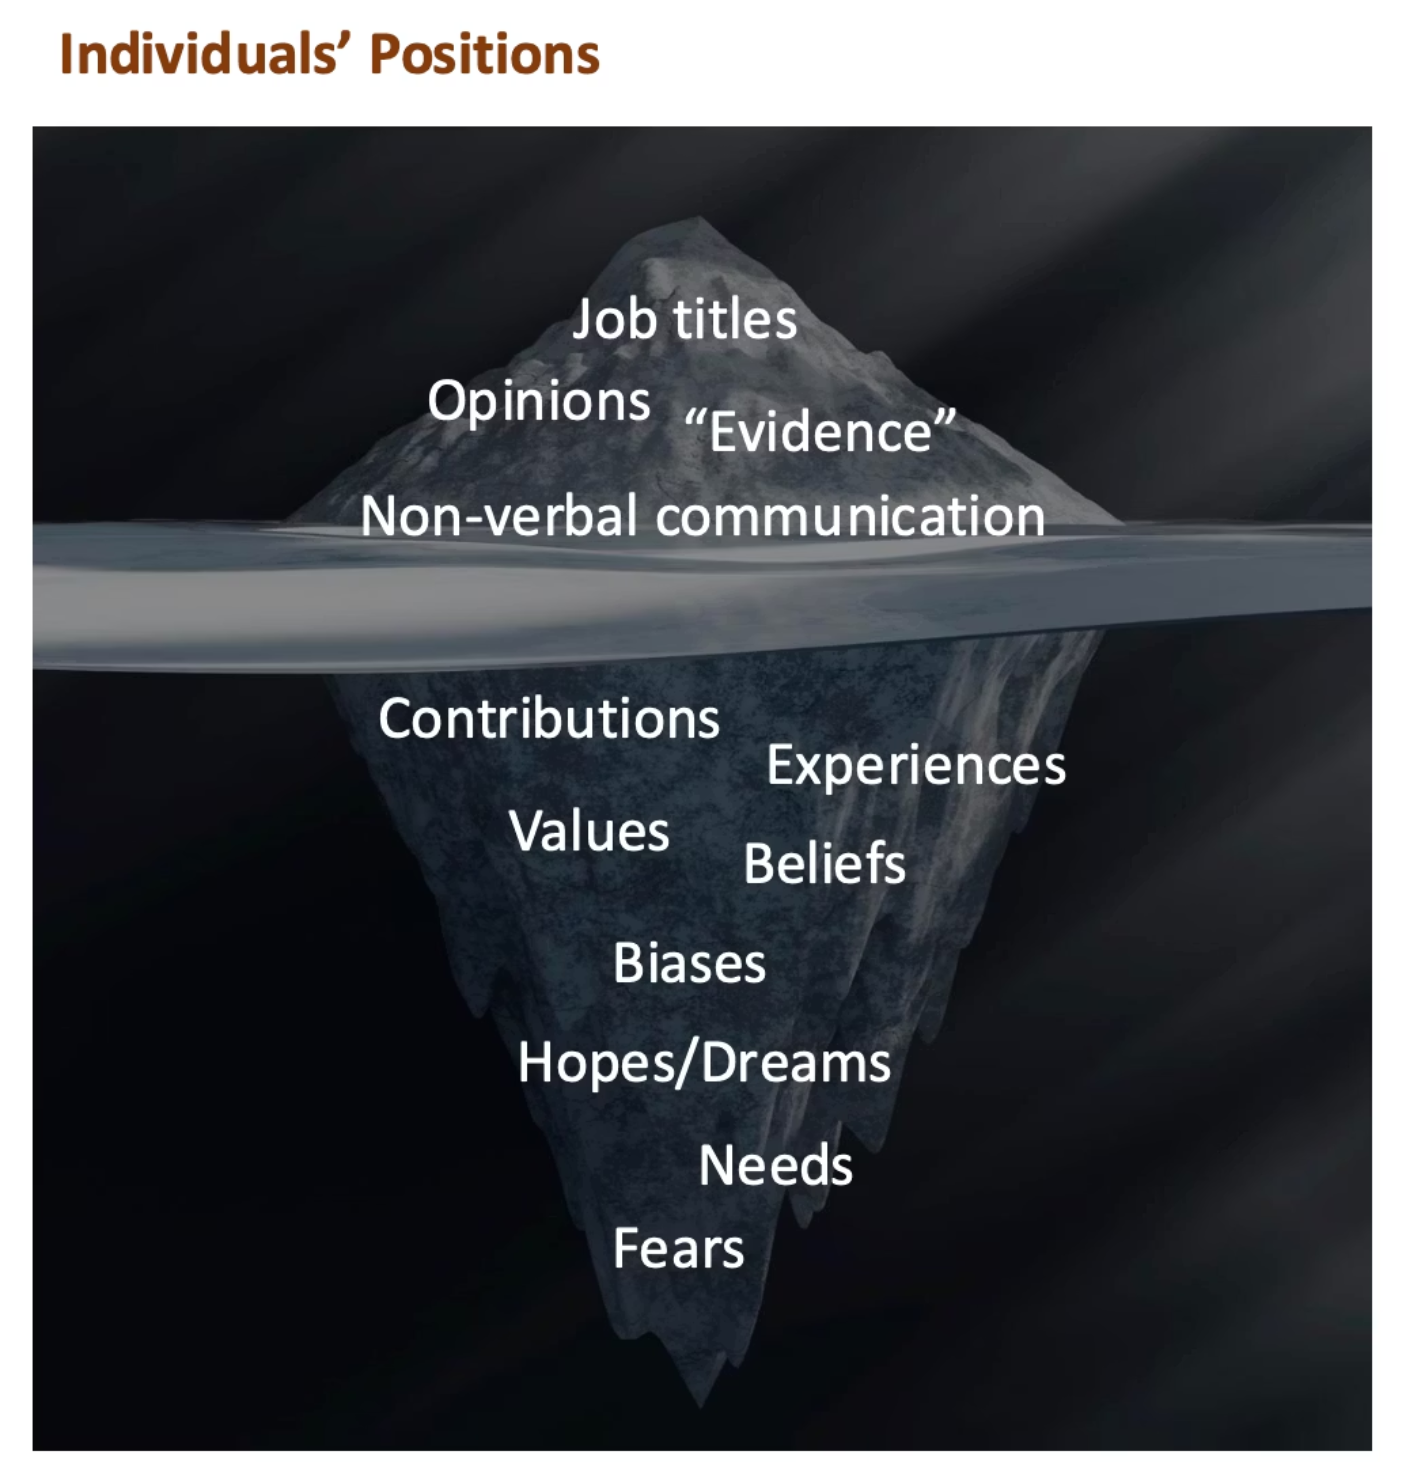 Individuals’ Positions
Job titles
Opinions
“Evidence”
Non-verbal communication
Contributions
Experiences
Values
Beliefs
Biases
Hopes/Dreams
Needs
Fears